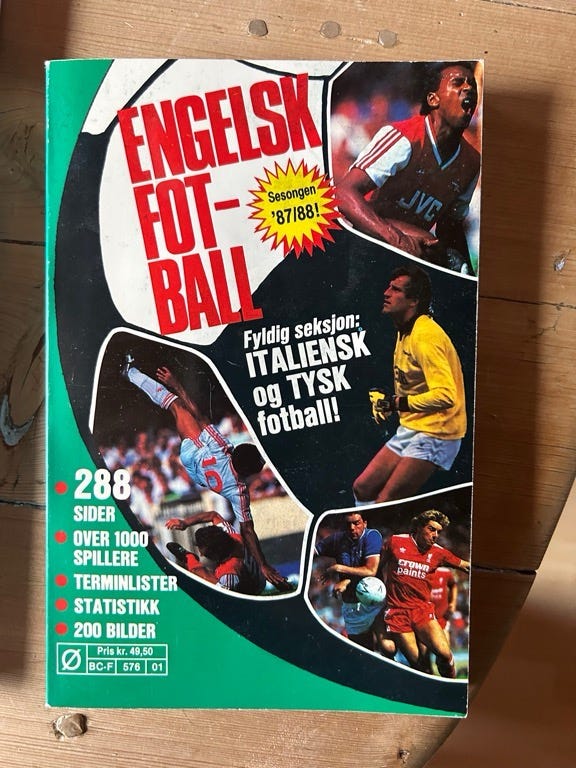 ENGELSK
FOT-
BALL
Sesongen
'87/88!
JVC
Fyldig seksjon:
ITALIENSK
og TYSK
fotball!
10
• 288
SIDER
• OVER 1000
SPILLERE
• TERMINLISTER
• STATISTIKK
• 200 BILDER
Crown
paints
Pris kr. 49,50
BC-F 576 01